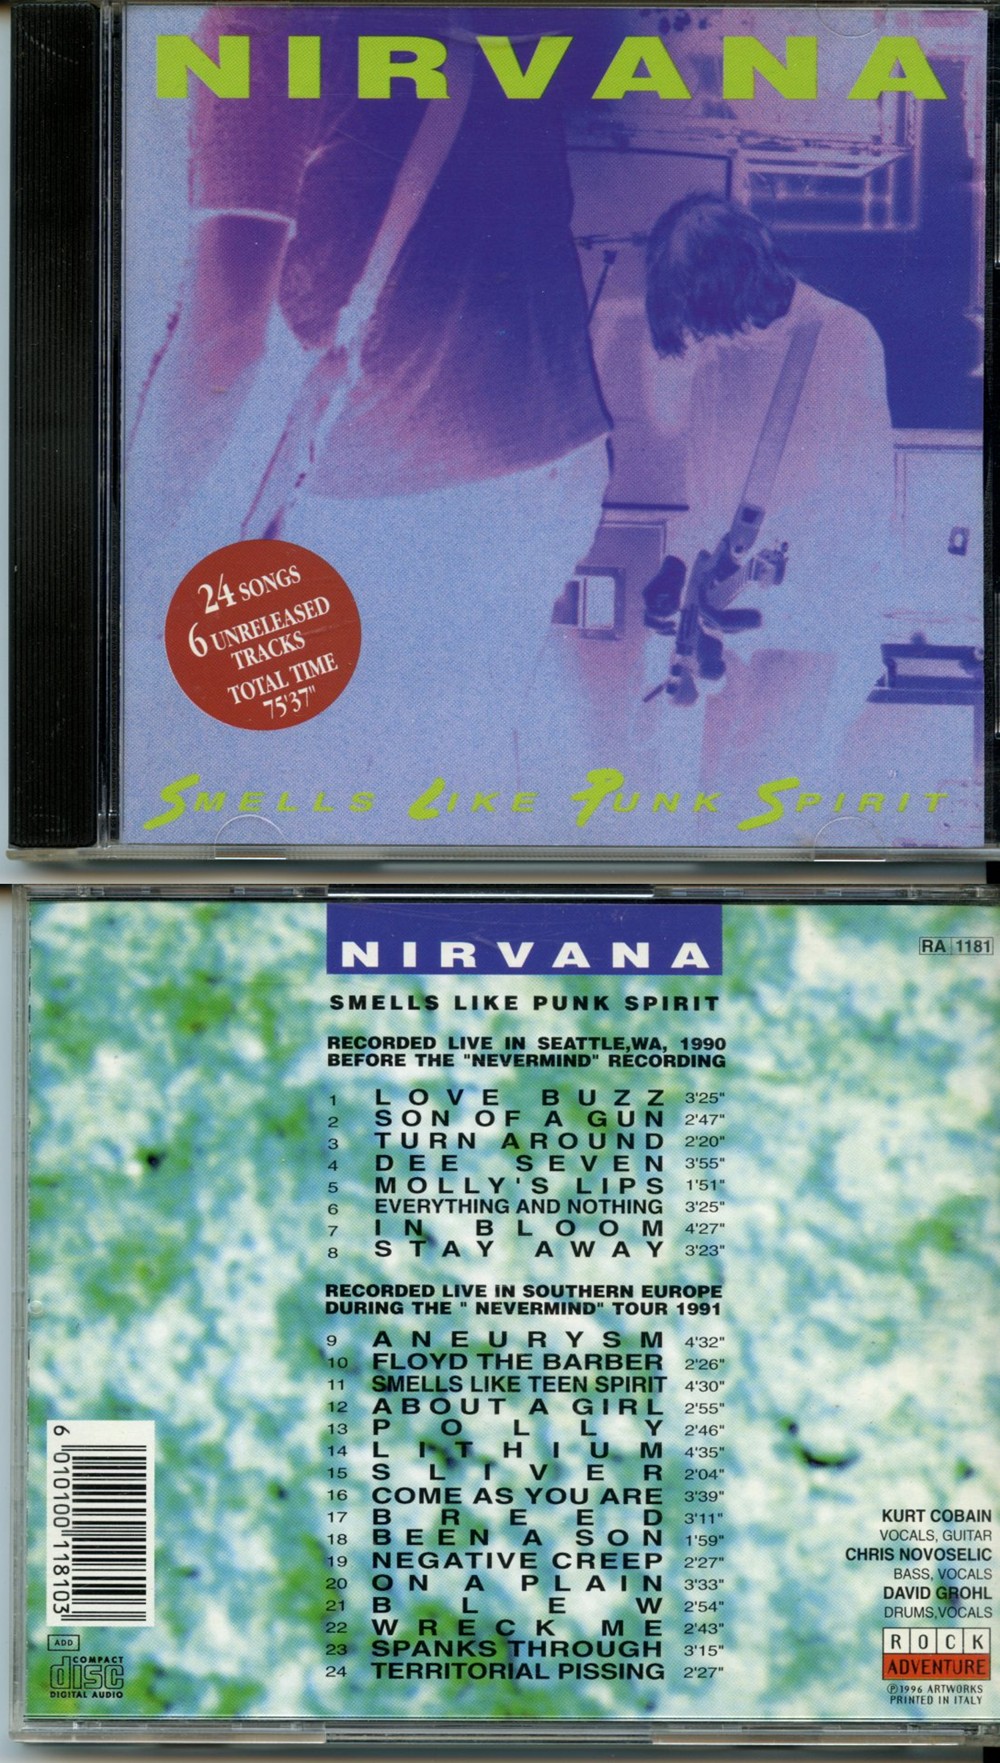 NIRVANA
24 SONGS
6 UNRELEASED
TRACKS
TOTAL TIME
75'37"
SMELLS LIKE PUNK SPIRIT
NIRVANA
RA 1181
SMELLS LIKE PUNK SPIRIT
RECORDED LIVE IN SEATTLE,WA, 1990
BEFORE THE "NEVERMIND" RECORDING
1 LOVE BUZZ 3'25"
2 SON OF A GUN 2'47"
3 TURN AROUND 2'20"
4 DEE SEVEN 3'55"
5 MOLLY'S LIPS 1'51"
6 EVERYTHING AND NOTHING 3'25"
7 IN BLOOM 4'27"
8 STAY AWAY 3'23"
RECORDED LIVE IN SOUTHERN EUROPE
DURING THE " NEVERMIND" TOUR 1991
9 ANEURYSM 4'32"
10 FLOYD THE BARBER 2'26"
11 SMELLS LIKE TEEN SPIRIT 4'30"
12 ABOUT A GIRL 2'55"
13 POLLY 2'46"
14 LITHIUM 4'35"
15 SLIVER 2'04"
16 COME AS YOU ARE 3'39"
17 BREED 3'11"
18 BEEN A SON 1'59"
19 NEGATIVE CREEP 2'27"
20 ON A PLAIN 3'33"
21 BLEW 2'54"
22 WRECK ME 2'43"
23 SPANKS THROUGH 3'15"
24 TERRITORIAL PISSING 2'27"
6 010100 118103
ADD
COMPACT
disc
DIGITAL AUDIO
KURT COBAIN
VOCALS, GUITAR
CHRIS NOVOSELIC
BASS, VOCALS
DAVID GROHL
DRUMS,VOCALS
ROCK
ADVENTURE
℗1996 ARTWORKS
PRINTED IN ITALY